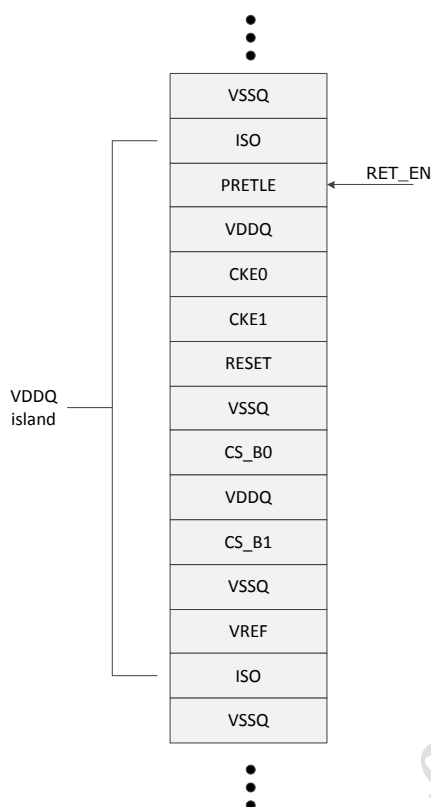 VSSQ
ISO
PRETLE
RET_EN
VDDQ
CKE0
CKE1
RESET
VDDQ
island
VSSQ
CS_B0
VDDQ
CS_B1
VSSQ
VREF
ISO
VSSQ